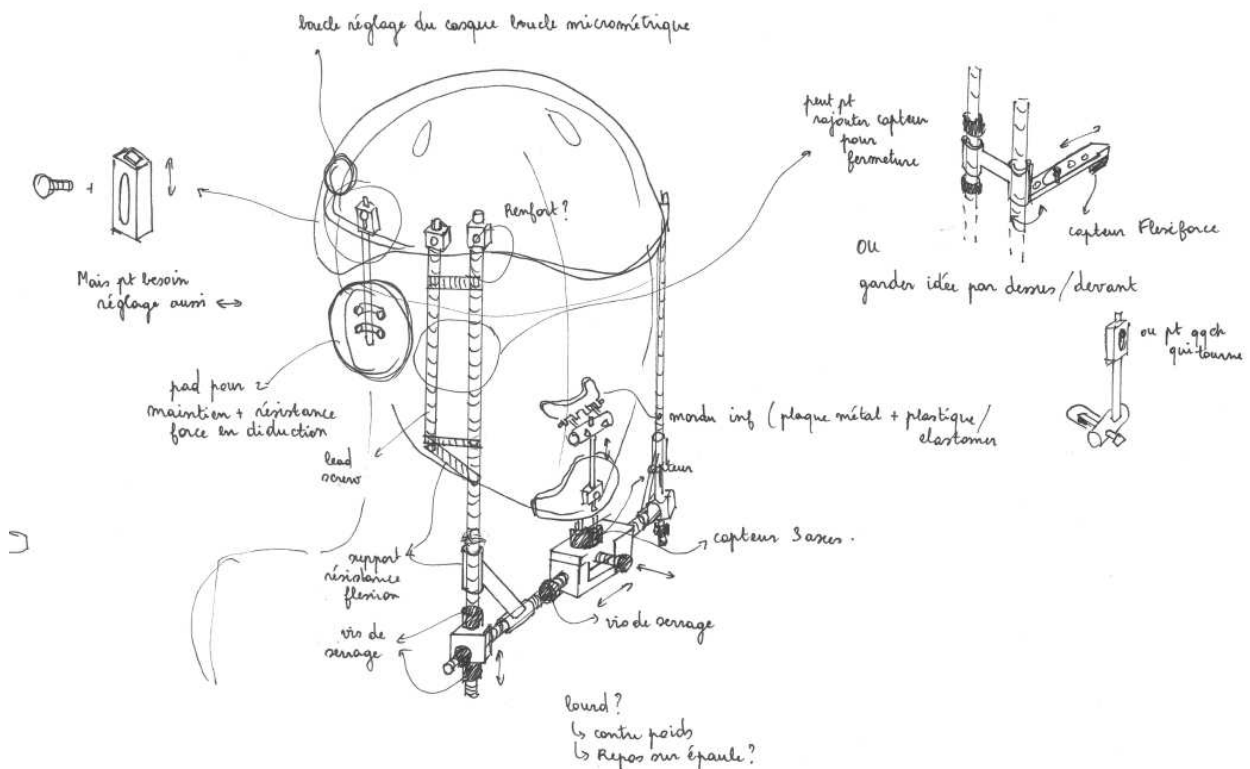 boucle réglage du casque boucle micrométrique
peut pt
rajouter capteur
pour
fermeture
+
Renfort ?
capteur Flexiforce
OU
garder idée par dessus / devant
Mais pt besoin
réglage aussi ↔
ou pt qqch
qui tourne
pad pour =
maintien + résistance
force en diduction
mordu inf ( plaque métal + plastique /
elastomer
lead
screw
capteur
capteur 3 axes.
support
résistance
flexion
vis de serrage
vis de
serrage
lourd ?
↳ contre poids
↳ Repos sur épaule ?